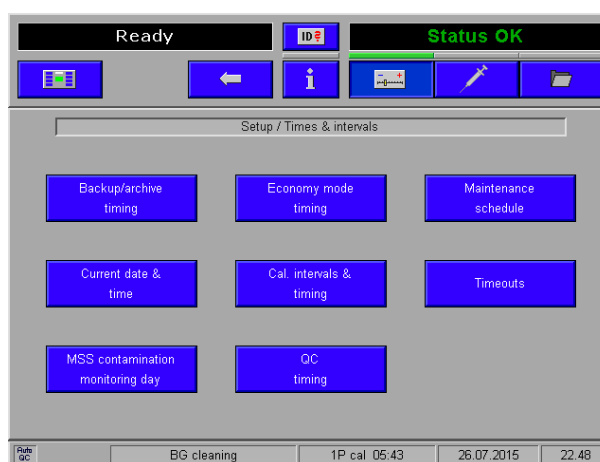 Ready
ID?
Status OK
i
- +
Setup / Times & intervals
Backup/archive
timing
Economy mode
timing
Maintenance
schedule
Current date &
time
Cal. intervals &
timing
Timeouts
MSS contamination
monitoring day
QC
timing
Auto
QC
BG cleaning
1P cal 05:43
26.07.2015
22.48